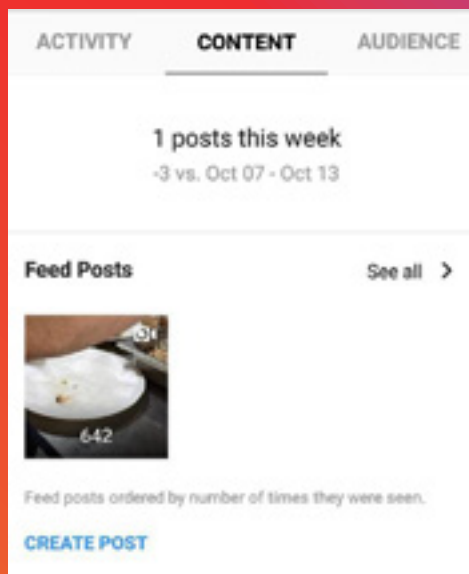 ACTIVITY CONTENT AUDIENCE
1 posts this week
-3 vs. Oct 07 - Oct 13
Feed Posts See all >
642
Feed posts ordered by number of times they were seen.
CREATE POST